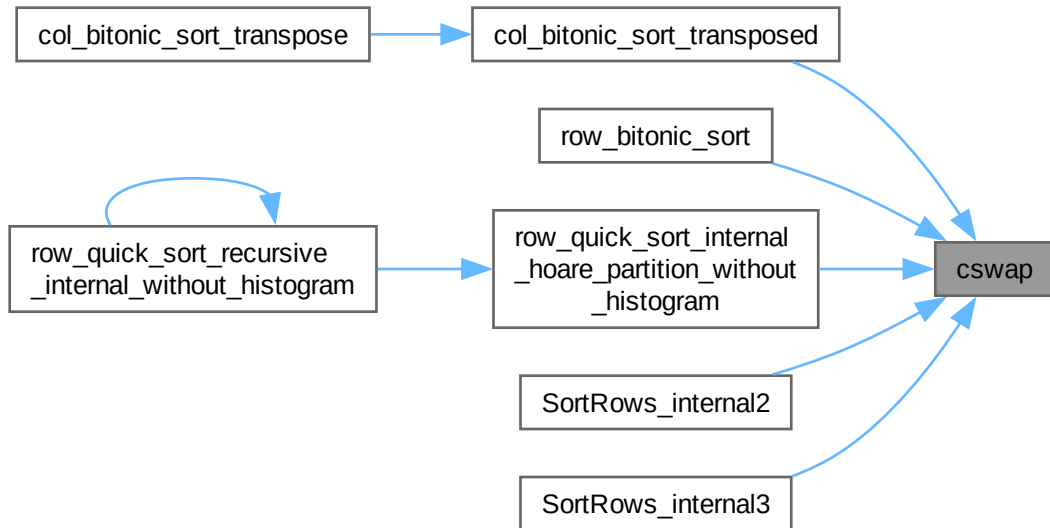 col_bitonic_sort_transpose
col_bitonic_sort_transposed
row_bitonic_sort
row_quick_sort_recursive
_internal_without_histogram
row_quick_sort_internal
_hoare_partition_without
_histogram
cswap
SortRows_internal2
SortRows_internal3